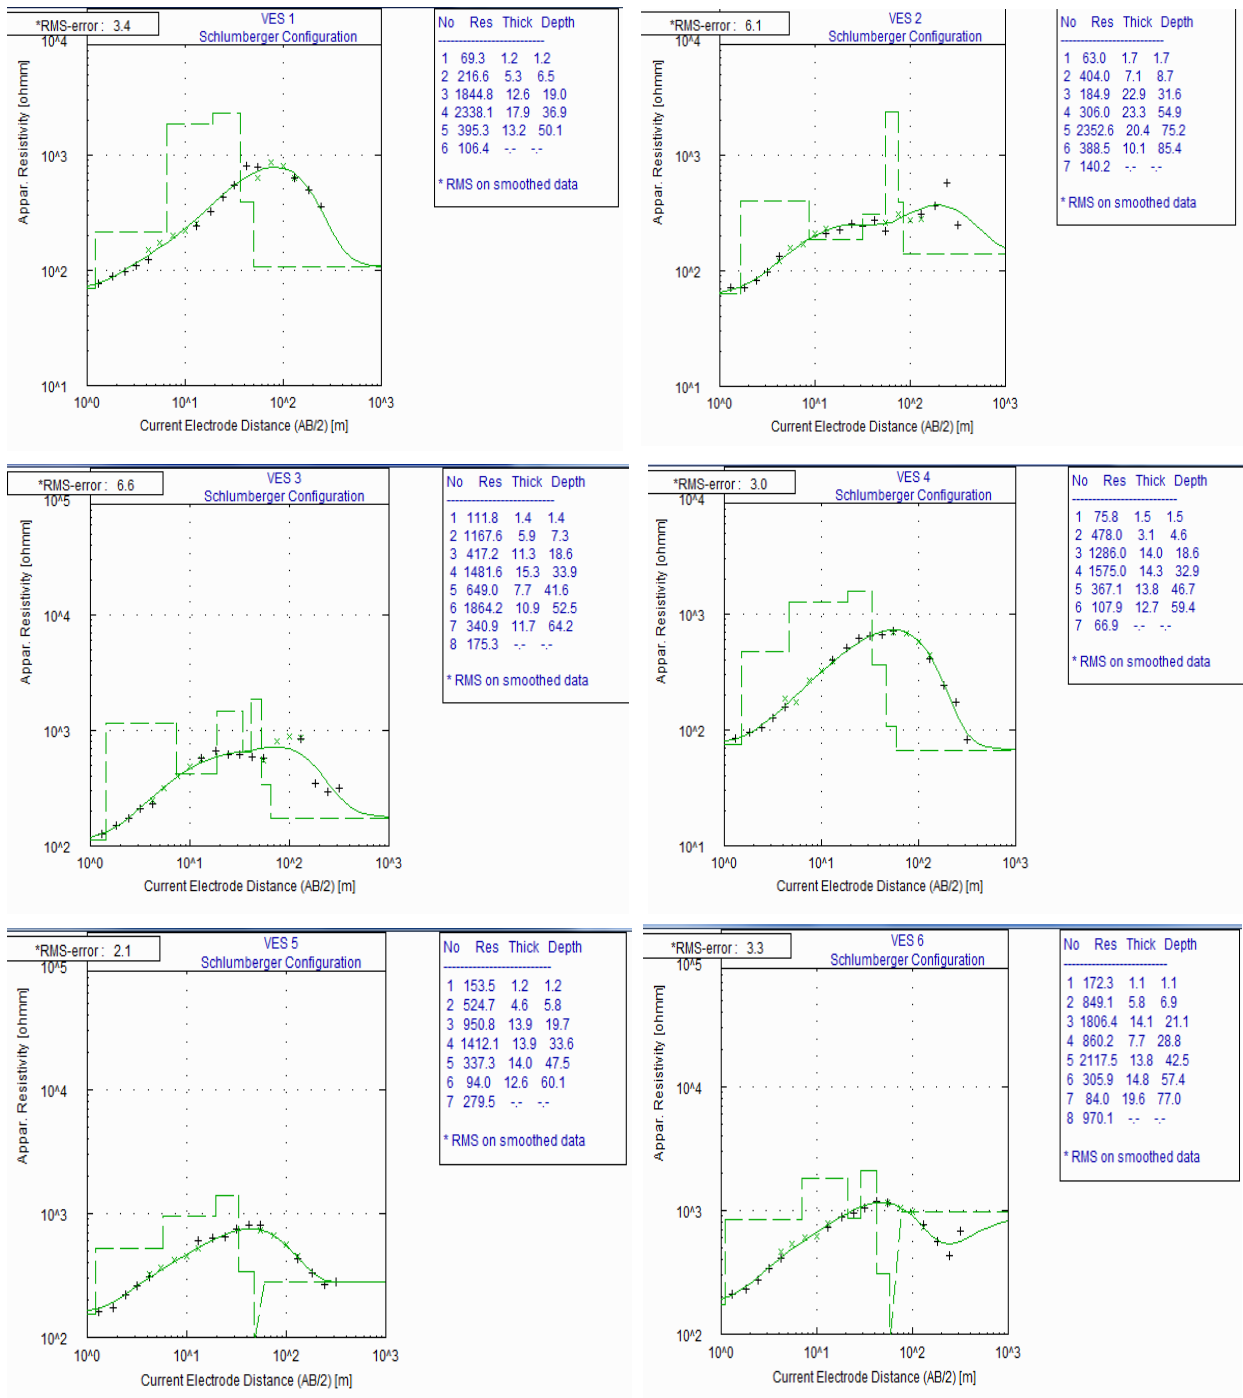 *RMS-error : 3.4
VES 1
Schlumberger Configuration
10^4
10^3
10^2
10^1
10^0 10^1 10^2 10^3
Appar. Resistivity [ohmm]
Current Electrode Distance (AB/2) [m]
No Res Thick Depth
1 69.3 1.2 1.2
2 216.6 5.3 6.5
3 1844.8 12.6 19.0
4 2338.1 17.9 36.9
5 395.3 13.2 50.1
6 106.4 -.- -.-
* RMS on smoothed data
*RMS-error : 6.1
VES 2
Schlumberger Configuration
10^4
10^3
10^2
10^1
10^0 10^1 10^2 10^3
Appar. Resistivity [ohmm]
Current Electrode Distance (AB/2) [m]
No Res Thick Depth
1 63.0 1.7 1.7
2 404.0 7.1 8.7
3 184.9 22.9 31.6
4 306.0 23.3 54.9
5 2352.6 20.4 75.2
6 388.5 10.1 85.4
7 140.2 -.- -.-
* RMS on smoothed data
*RMS-error : 6.6
VES 3
Schlumberger Configuration
10^5
10^4
10^3
10^2
10^0 10^1 10^2 10^3
Appar. Resistivity [ohmm]
Current Electrode Distance (AB/2) [m]
No Res Thick Depth
1 111.8 1.4 1.4
2 1167.6 5.9 7.3
3 417.2 11.3 18.6
4 1481.6 15.3 33.9
5 649.0 7.7 41.6
6 1864.2 10.9 52.5
7 340.9 11.7 64.2
8 175.3 -.- -.-
* RMS on smoothed data
*RMS-error : 3.0
VES 4
Schlumberger Configuration
10^4
10^3
10^2
10^1
10^0 10^1 10^2 10^3
Appar. Resistivity [ohmm]
Current Electrode Distance (AB/2) [m]
No Res Thick Depth
1 75.8 1.5 1.5
2 478.0 3.1 4.6
3 1286.0 14.0 18.6
4 1575.0 14.3 32.9
5 367.1 13.8 46.7
6 107.9 12.7 59.4
7 66.9 -.- -.-
* RMS on smoothed data
*RMS-error : 2.1
VES 5
Schlumberger Configuration
10^5
10^4
10^3
10^2
10^0 10^1 10^2 10^3
Appar. Resistivity [ohmm]
Current Electrode Distance (AB/2) [m]
No Res Thick Depth
1 153.5 1.2 1.2
2 524.7 4.6 5.8
3 950.8 13.9 19.7
4 1412.1 13.9 33.6
5 337.3 14.0 47.5
6 94.0 12.6 60.1
7 279.5 -.- -.-
* RMS on smoothed data
*RMS-error : 3.3
VES 6
Schlumberger Configuration
10^5
10^4
10^3
10^2
10^0 10^1 10^2 10^3
Appar. Resistivity [ohmm]
Current Electrode Distance (AB/2) [m]
No Res Thick Depth
1 172.3 1.1 1.1
2 849.1 5.8 6.9
3 1806.4 14.1 21.1
4 860.2 7.7 28.8
5 2117.5 13.8 42.5
6 305.9 14.8 57.4
7 84.0 19.6 77.0
8 970.1 -.- -.-
* RMS on smoothed data